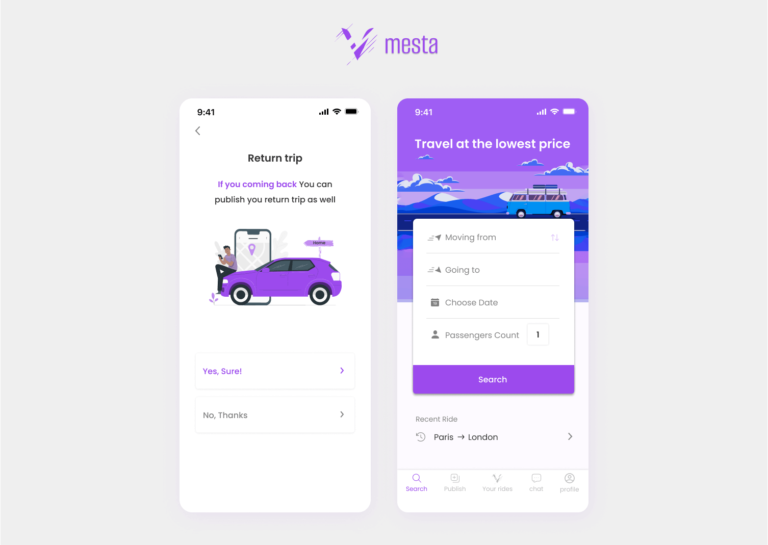 mesta
9:41
Return trip
If you coming back You can
publish you return trip as well
Yes, Sure!
No, Thanks
9:41
Travel at the lowest price
Moving from
Going to
Choose Date
Passengers Count 1
Search
Recent Ride
Paris → London
Search Publish Your rides chat profile